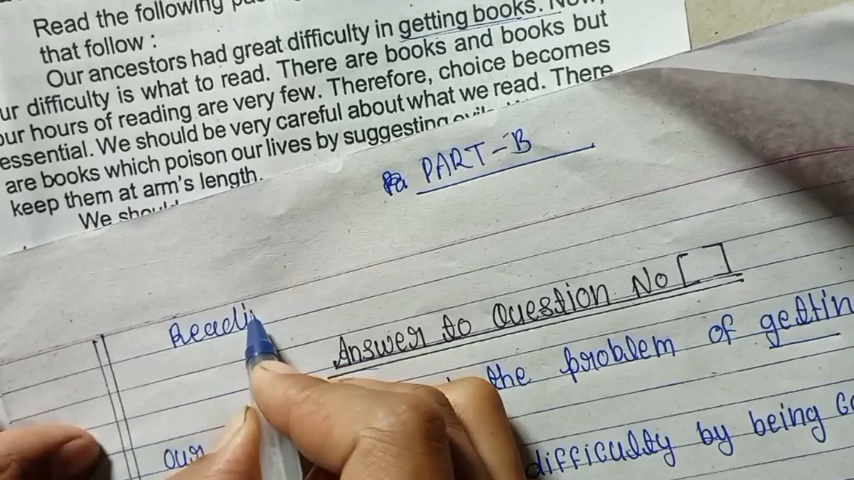 Read the following
that follow :
Our ancestors had great difficulty in getting books. Now,
ur difficulty is what to read. There are books and books but
our hours of reading are very few. Therefore, choice becomes
essential. We should be very careful about what we read. There
are books which poison our lives by suggesting
keep them at arm's length.
We
PART-B
Answer to Question No [ ]
Readi
the problem of gettin
our
difficulty by being